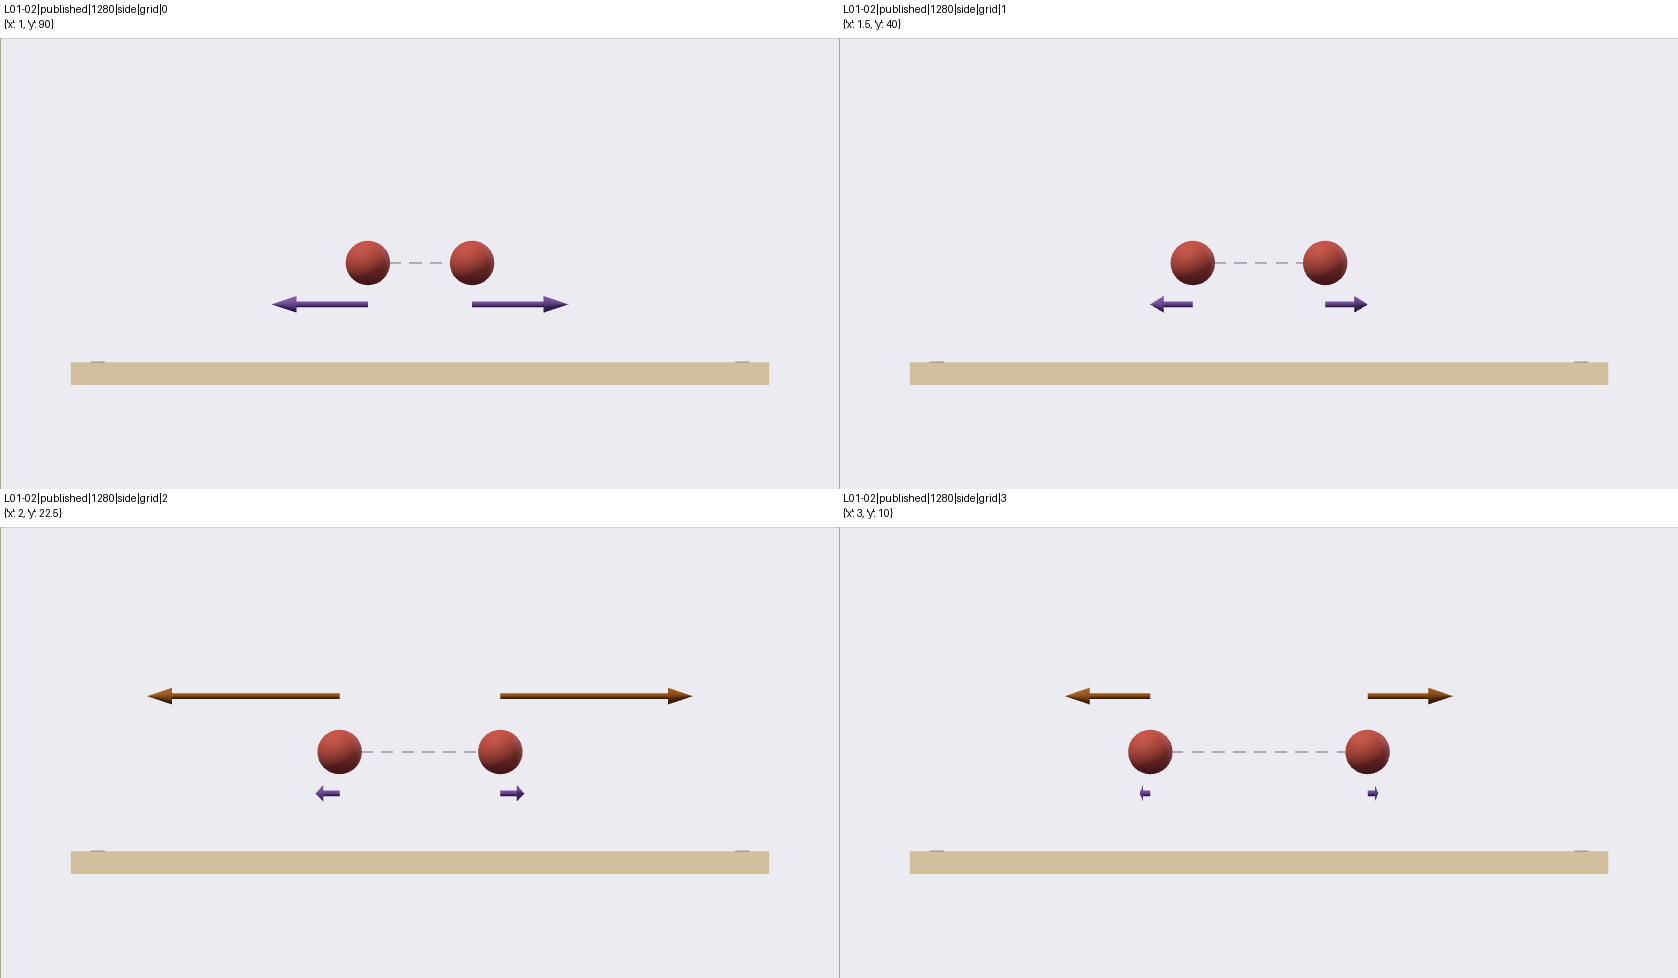 L01-02|published|1280|side|grid|0
{'x': 1, 'y': 90}
L01-02|published|1280|side|grid|1
{'x': 1.5, 'y': 40}
L01-02|published|1280|side|grid|2
{'x': 2, 'y': 22.5}
L01-02|published|1280|side|grid|3
{'x': 3, 'y': 10}